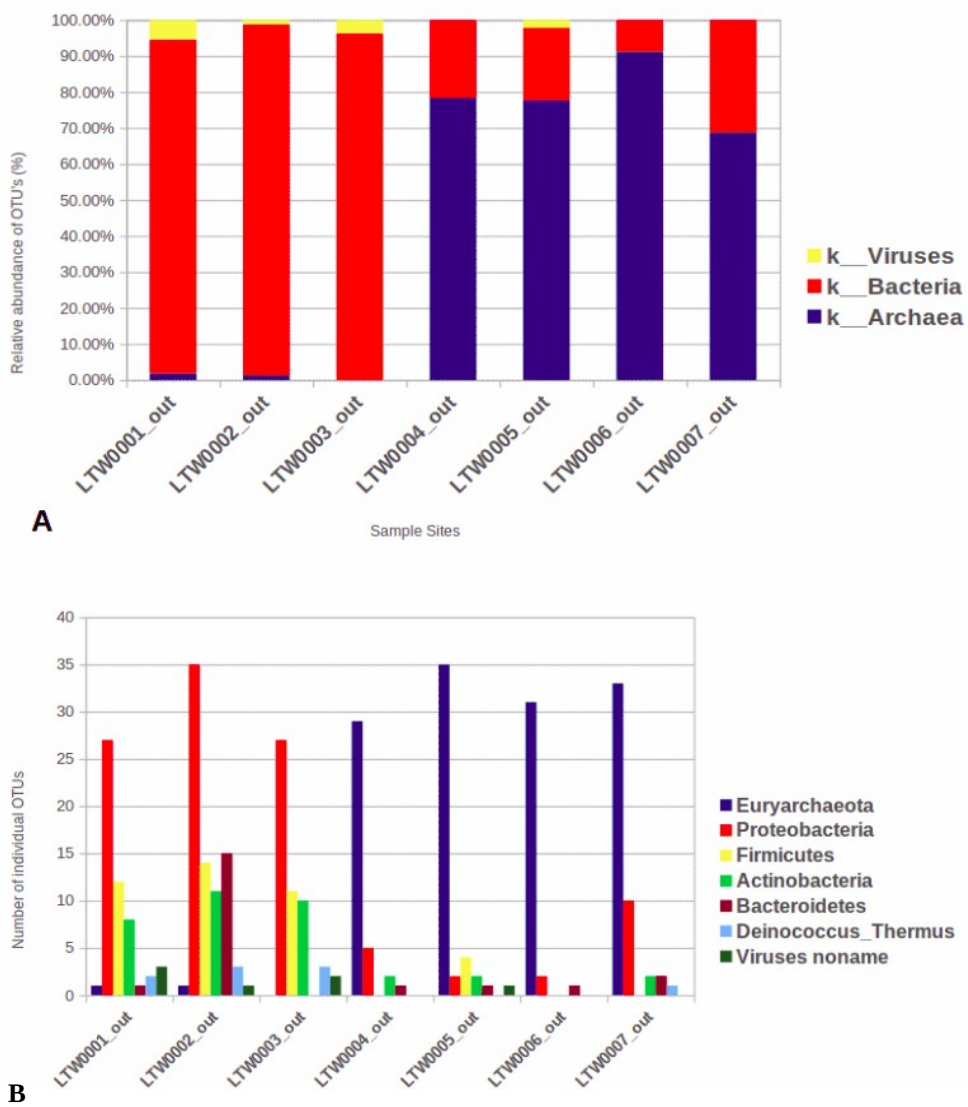 100.00%
90.00%
80.00%
70.00%
60.00%
50.00%
40.00%
30.00%
20.00%
10.00%
0.00%
Relative abundance of OTU's (%)
k__Viruses
k__Bacteria
k__Archaea
LTW0001_out
LTW0002_out
LTW0003_out
LTW0004_out
LTW0005_out
LTW0006_out
LTW0007_out
A
Sample Sites
40
35
30
25
20
15
10
5
0
Number of individual OTUs
Euryarchaeota
Proteobacteria
Firmicutes
Actinobacteria
Bacteroidetes
Deinococcus_Thermus
Viruses noname
LTW0001_out
LTW0002_out
LTW0003_out
LTW0004_out
LTW0005_out
LTW0006_out
LTW0007_out
B